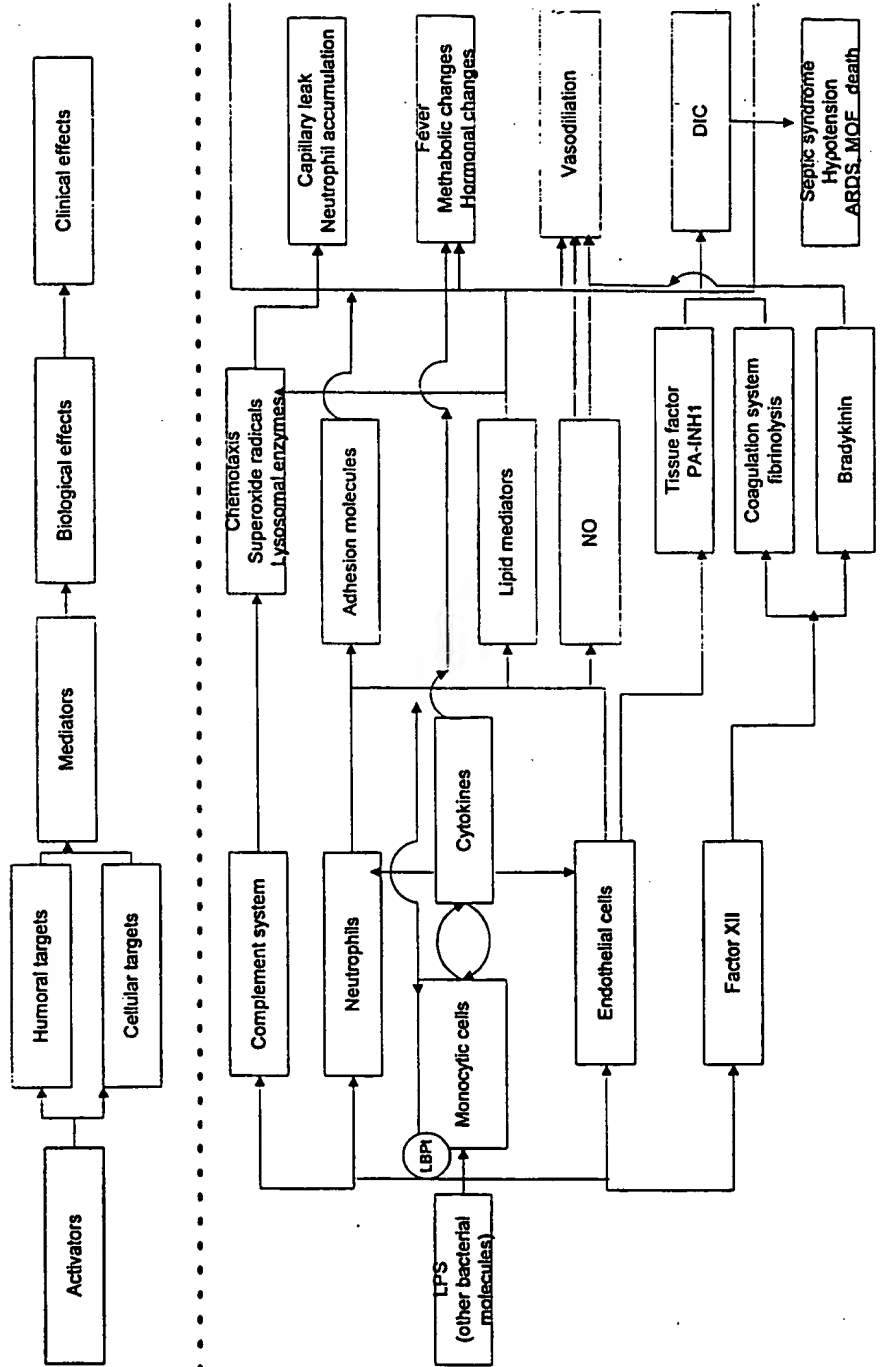 Activators
Humoral targets
Cellular targets
Mediators
Biological effects
Clinical effects
LPS
(other bacterial
molecules)
LBPt
Complement system
Neutrophils
Monocytic cells
Endothelial cells
Factor XII
Cytokines
Chemotaxis
Superoxide radicals
Lysosomal enzymes
Adhesion molecules
Lipid mediators
NO
Tissue factor
PA-INH1
Coagulation system
fibrinolysis
Bradykinin
Capillary leak
Neutrophil accumulation
Féver
Methabolic changes
Hormonal changes
Vasodiliation
DIC
Septic syndrome
Hypotension
ARDS, MOF death